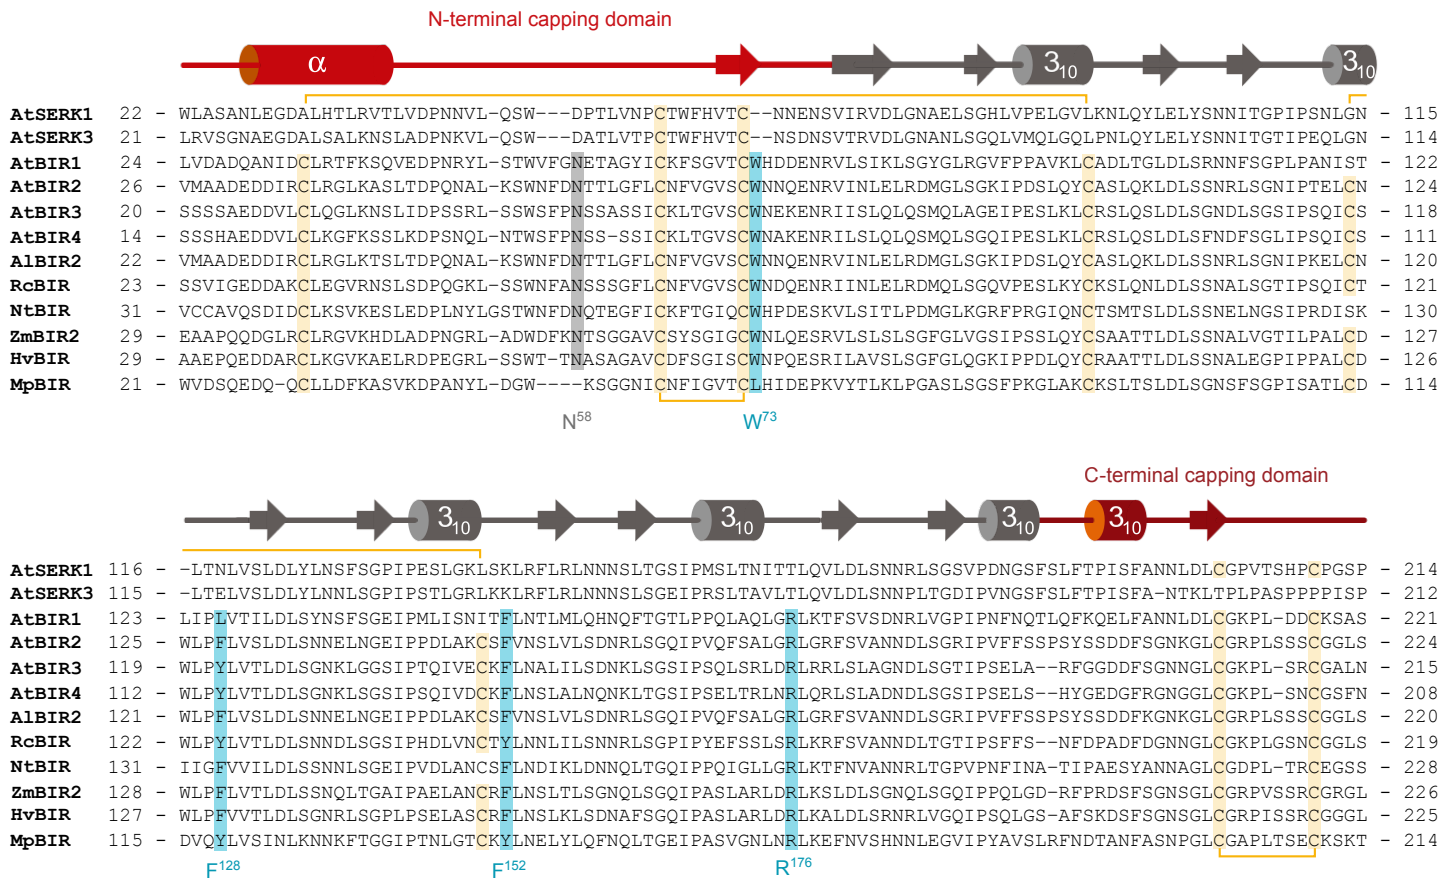 N-terminal capping domain
α 3₁₀ 3₁₀
AtSERK1 22 - WLASANLEGDALHTLRVTLVDPNNVL-QSW---DPTLVNPCTWFHVTC--NNENSVIRVDLGNAELSGHLVPELGVLKNLQYLELYSNNITGPIPSNLGN - 115
AtSERK3 21 - LRVSGNAEGDALSALKNSLADPNKVL-QSW---DATLVTPCTWFHVTC--NSDNSVTRVDLGNANLSGQLVMQLGQLPNLQYLELYSNNITGTIPEQLGN - 114
AtBIR1 24 - LVDADQANIDCLRTFKSQVEDPNRYL-STWVFGNETAGYICKFSGVTCWHDDENRVLSIKLSGYGLRGVFPPAVKLCADLTGLDLSRNNFSGPLPANIST - 122
AtBIR2 26 - VMAADEDDIRCLRGLKASLTDPQNAL-KSWNFDNTTLGFLCNFVGVSCWNNQENRVINLELRDMGLSGKIPDSLQYCASLQKLDLSSNRLSGNIPTELCN - 124
AtBIR3 20 - SSSSAEDDVLCLQGLKNSLIDPSSRL-SSWSFPNSSASSICKLTGVSCWNEKENRIISLQLQSMQLAGEIPESLKLCRSLQSLDLSGNDLSGSIPSQICS - 118
AtBIR4 14 - SSSHAEDDVLCLKGFKSSLKDPSNQL-NTWSFPNSS-SSICKLTGVSCWNAKENRILSLQLQSMQLSGQIPESLKLCRSLQSLDLSFNDFSGLIPSQICS - 111
AlBIR2 22 - VMAADEDDIRCLRGLKTSLTDPQNAL-KSWNFDNTTLGFLCNFVGVSCWNNQENRVINLELRDMGLSGKIPDSLQYCASLQKLDLSSNRLSGNIPKELCN - 120
RcBIR 23 - SSVIGEDDAKCLEGVRNSLSDPQGKL-SSWNFANSSSGFLCNFVGVSCWNDQENRIINLELRDMQLSGQVPESLKYCKSLQNLDLSSNALSGTIPSQICT - 121
NtBIR 31 - VCCAVQSDIDCLKSVKESLEDPLNYLGSTWNFDNQTEGFICKFTGIQCWHPDESKVLSITLPDMGLKGRFPRGIQNCTSMTSLDLSSNELNGSIPRDISK - 130
ZmBIR2 29 - EAAPQQDGLRCLRGVKHDLADPNGRL-ADWDFKNTSGGAVCSYSGIGCWNLQESRVLSLSLSGFGLVGSIPSSLQYCSAATTLDLSSNALVGTILPALCD - 127
HvBIR 29 - AAEPQEDDARCLKGVKAELRDPEGRL-SSWT-TNASAGAVCDFSGISCWNPQESRILAVSLSGFGLQGKIPPDLQYCRAATTLDLSSNALEGPIPPALCD - 126
MpBIR 21 - WVDSQEDQ-QCLLDFKASVKDPANYL-DGW----KSGGNICNFIGVTCLHIDEPKVYTLKLPGASLSGSFPKGLAKCKSLTSLDLSGNSFSGPISATLCD - 114
N⁵⁸ W⁷³
C-terminal capping domain
3₁₀ 3₁₀ 3₁₀ 3₁₀
AtSERK1 116 - -LTNLVSLDLYLNSFSGPIPESLGKLSKLRFLRLNNNSLTGSIPMSLTNITTLQVLDLSNNRLSGSVPDNGSFSLFTPISFANNLDLCGPVTSHPCPGSP - 214
AtSERK3 115 - -LTELVSLDLYLNNLSGPIPSTLGRLKKLRFLRLNNNSLSGEIPRSLTAVLTLQVLDLSNNPLTGDIPVNGSFSLFTPISFA-NTKLTPLPASPPPPISP - 212
AtBIR1 123 - LIPLVTILDLSYNSFSGEIPMLISNITFLNTLMLQHNQFTGTLPPQLAQLGRLKTFSVSDNRLVGPIPNFNQTLQFKQELFANNLDLCGKPL-DDCKSAS - 221
AtBIR2 125 - WLPFLVSLDLSNNELNGEIPPDLAKCSFVNSLVLSDNRLSGQIPVQFSALGRLGRFSVANNDLSGRIPVFFSSPSYSSDDFSGNKGLCGRPLSSSCGGLS - 224
AtBIR3 119 - WLPYLVTLDLSGNKLGGSIPTQIVECKFLNALILSDNKLSGSIPSQLSRLDRLRRLSLAGNDLSGTIPSELA--RFGGDDFSGNNGLCGKPL-SRCGALN - 215
AtBIR4 112 - WLPYLVTLDLSGNKLSGSIPSQIVDCKFLNSLALNQNKLTGSIPSELTRLNRLQRLSLADNDLSGSIPSELS--HYGEDGFRGNGGLCGKPL-SNCGSFN - 208
AlBIR2 121 - WLPFLVSLDLSNNELNGEIPPDLAKCSFVNSLVLSDNRLSGQIPVQFSALGRLGRFSVANNDLSGRIPVFFSSPSYSSDDFKGNKGLCGRPLSSSCGGLS - 220
RcBIR 122 - WLPYLVTLDLSNNDLSGSIPHDLVNCTYLNNLILSNNRLSGPIPYEFSSLSRLKRFSVANNDLTGTIPSFFS--NFDPADFDGNNGLCGKPLGSNCGGLS - 219
NtBIR 131 - IIGFVVILDLSSNNLSGEIPVDLANCSFLNDIKLDNNQLTGQIPPQIGLLGRLKTFNVANNRLTGPVPNFINA-TIPAESYANNAGLCGDPL-TRCEGSS - 228
ZmBIR2 128 - WLPFLVTLDLSSNQLTGAIPAELANCRFLNSLTLSGNQLSGQIPASLARLDRLKSLDLSGNQLSGQIPPQLGD-RFPRDSFSGNSGLCGRPVSSRCGRGL - 226
HvBIR 127 - WLPFVVTLDLSGNRLSGPLPSELASCRFLNSLKLSDNAFSGQIPASLARLDRLKALDLSRNRLVGQIPSQLGS-AFSKDSFSGNSGLCGRPISSRCGGGL - 225
MpBIR 115 - DVQYLVSINLKNNKFTGGIPTNLGTCKYLNELYLQFNQLTGEIPASVGNLNRLKEFNVSHNNLEGVIPYAVSLRFNDTANFASNPGLCGAPLTSECKSKT - 214
F¹²⁸ F¹⁵² R¹⁷⁶